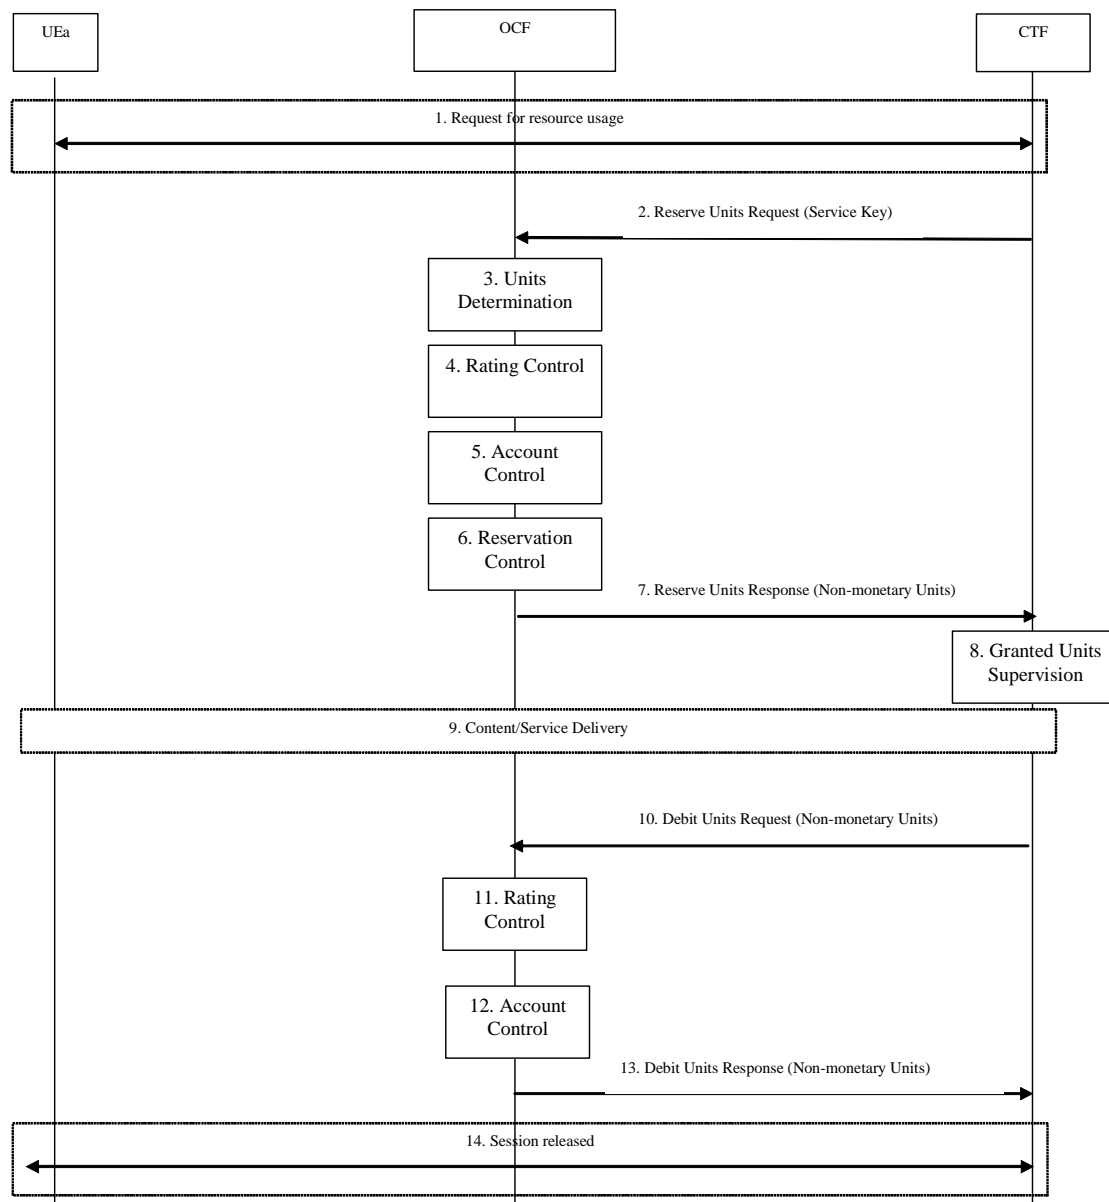 UEa
OCF
CTF
1. Request for resource usage
2. Reserve Units Request (Service Key)
3. Units
Determination
4. Rating Control
5. Account
Control
6. Reservation
Control
7. Reserve Units Response (Non-monetary Units)
8. Granted Units
Supervision
9. Content/Service Delivery
10. Debit Units Request (Non-monetary Units)
11. Rating
Control
12. Account
Control
13. Debit Units Response (Non-monetary Units)
14. Session released